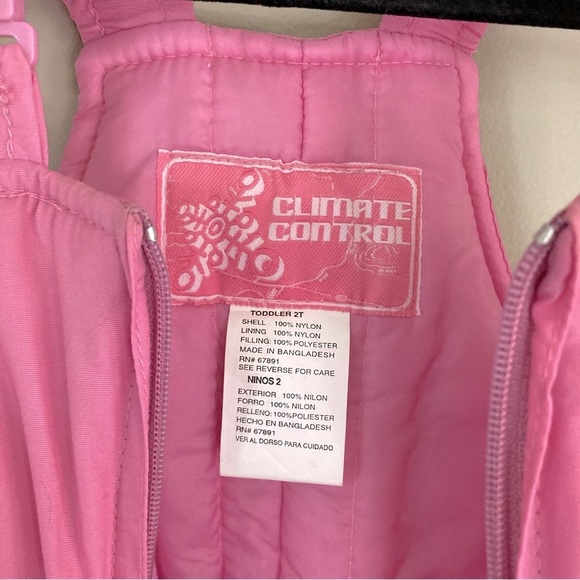 CLIMATE
CONTROL
TODDLER 2T
SHELL 100% NYLON
LINING 100% NYLON
FILLING: 100% POLYESTER
MADE IN BANGLADESH
RN# 67891
SEE REVERSE FOR CARE
NINOS 2
EXTERIOR 100% NILON
FORRO 100% NILON
RELLENO: 100%POLIESTER
HECHO EN BANGLADESH
RN# 67891
VER AL DORSO PARA CUIDADO